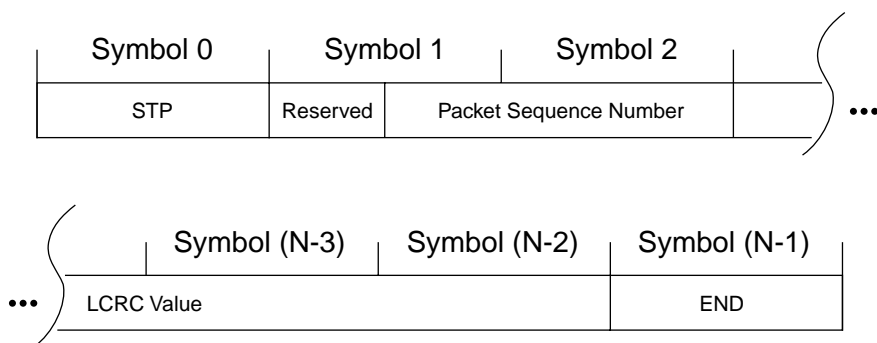 Symbol 0 Symbol 1 Symbol 2
STP Reserved Packet Sequence Number
•••
Symbol (N-3) Symbol (N-2) Symbol (N-1)
••• LCRC Value END